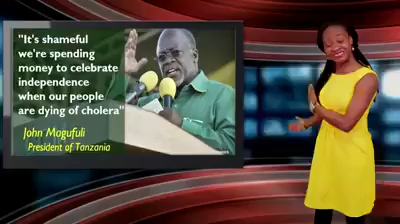 "It's shameful
we're spending
money to celebrate
independence
when our people
are dying of cholera"
John Magufuli
President of Tanzania